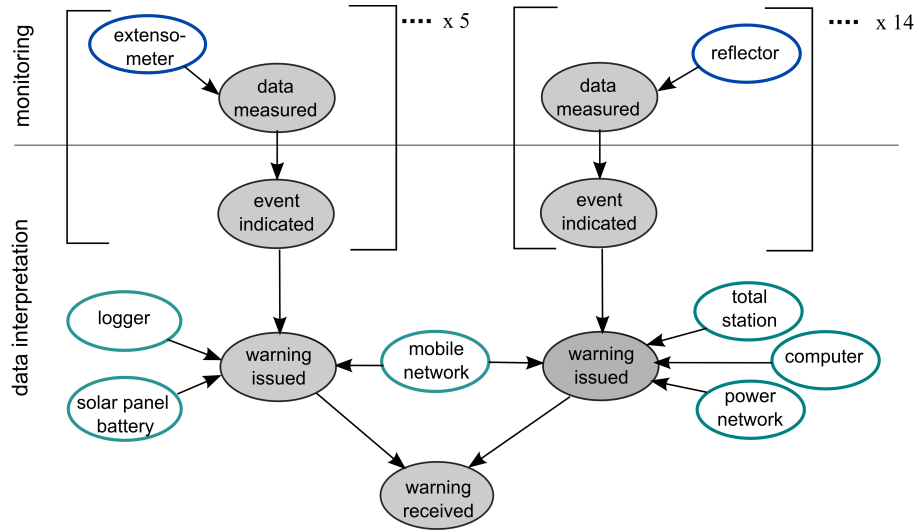 monitoring
extenso-
meter
data
measured
.... x 5
data
measured
reflector
.... x 14
event
indicated
event
indicated
data interpretation
logger
solar panel
battery
warning
issued
mobile
network
warning
issued
total
station
computer
power
network
warning
received